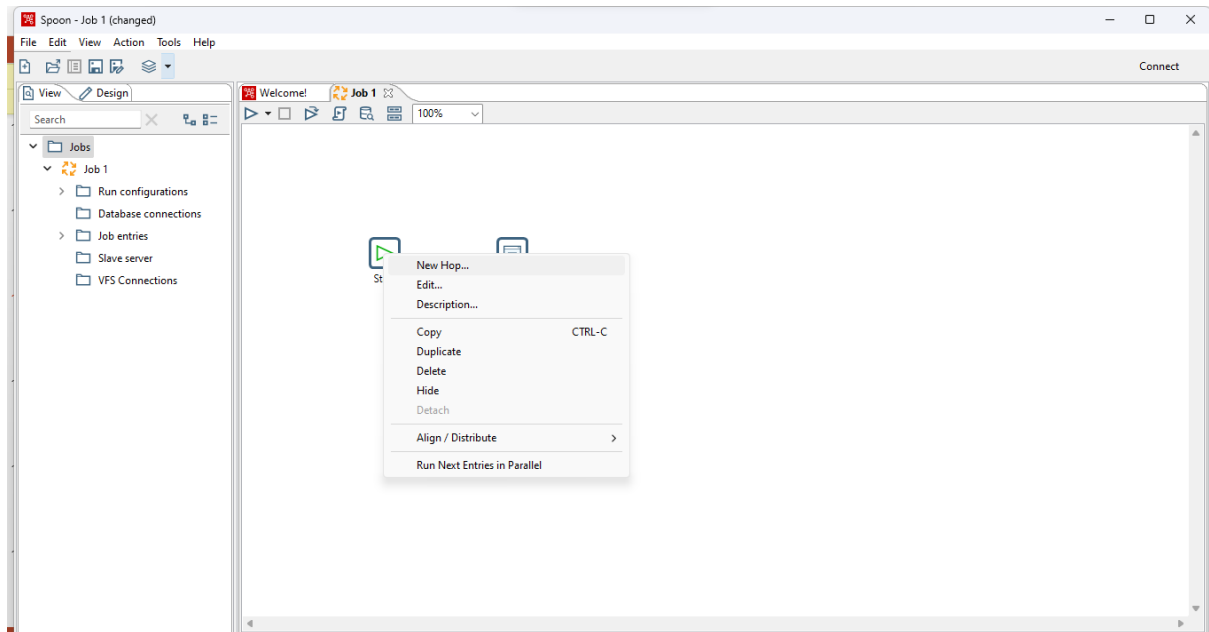 Spoon - Job 1 (changed)
File Edit View Action Tools Help
Connect
View Design
Welcome! Job 1
Search
100%
Jobs
Job 1
Run configurations
Database connections
Job entries
Slave server
VFS Connections
St
New Hop...
Edit...
Description...
Copy CTRL-C
Duplicate
Delete
Hide
Detach
Align / Distribute
Run Next Entries in Parallel